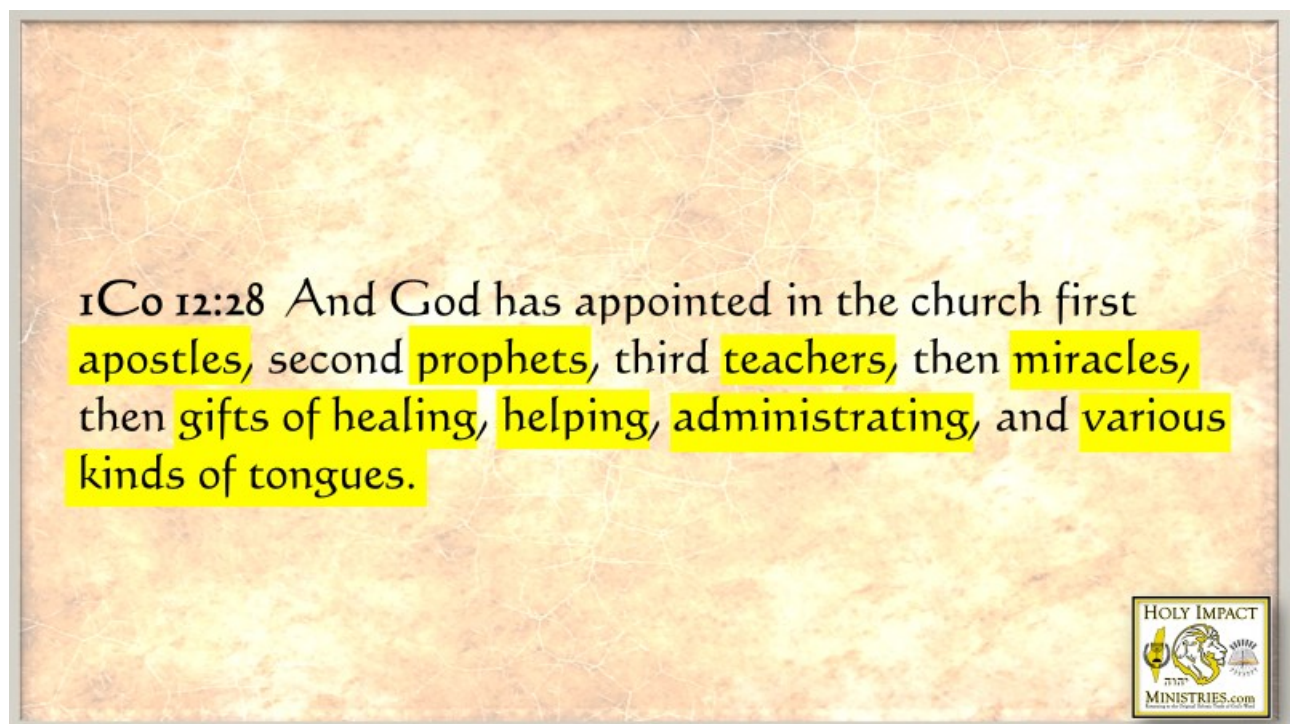 1Co 12:28 And God has appointed in the church first
apostles, second prophets, third teachers, then miracles,
then gifts of healing, helping, administrating, and various
kinds of tongues.
HOLY IMPACT
יהוה
MINISTRIES.com